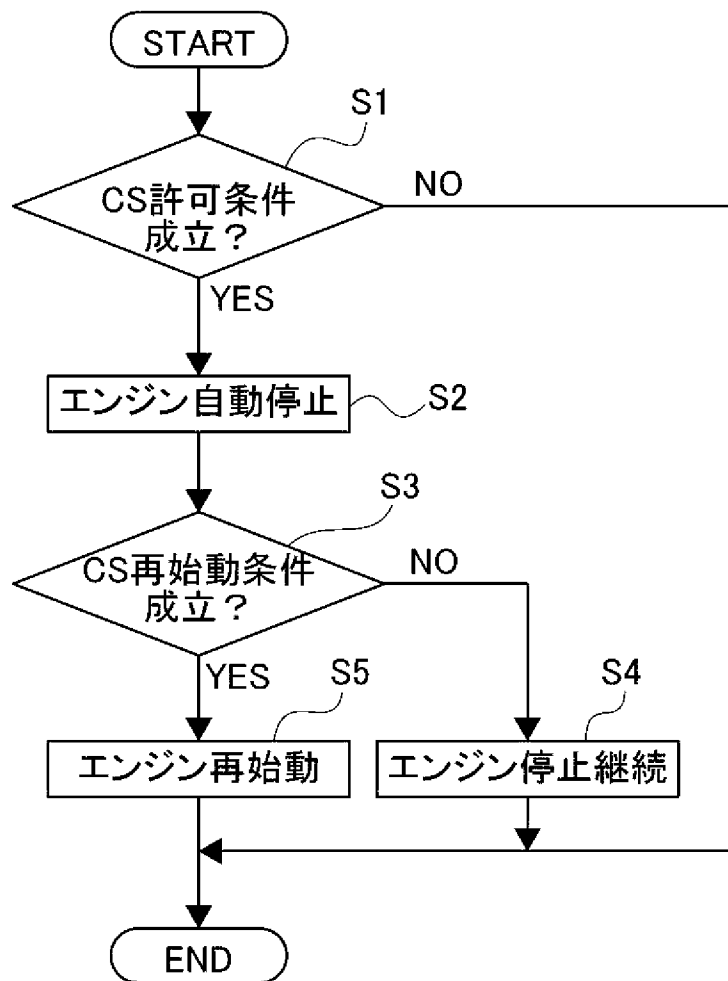 START
S1
CS許可条件
成立？
NO
YES
エンジン自動停止
S2
S3
CS再始動条件
成立？
NO
YES
S5
S4
エンジン再始動
エンジン停止継続
END